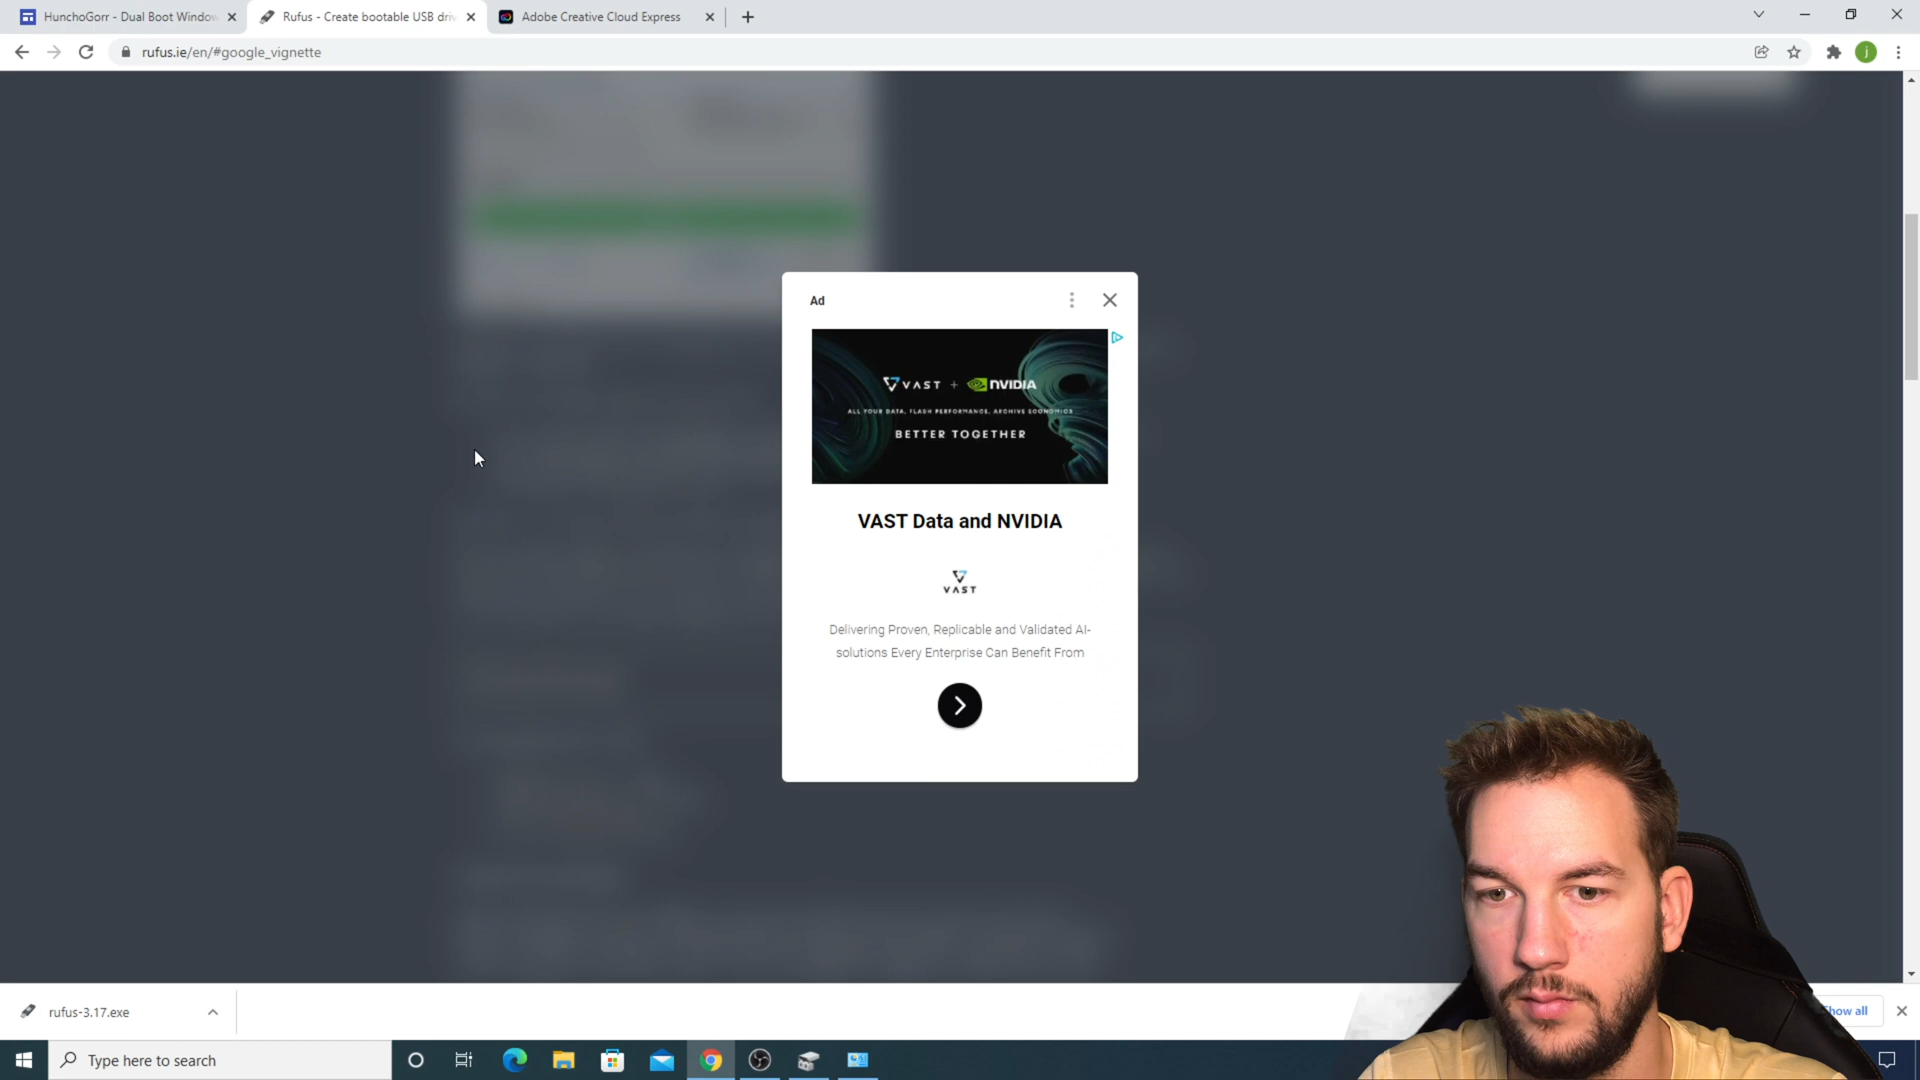 HunchoGorr - Dual Boot Window
Rufus - Create bootable USB driv
Adobe Creative Cloud Express
rufus.ie/en/#google_vignette
j
Ad
VAST + NVIDIA
ALL YOUR DATA, FLASH PERFORMANCE, ARCHIVE ECONOMICS
BETTER TOGETHER
VAST Data and NVIDIA
VAST
Delivering Proven, Replicable and Validated AI-
solutions Every Enterprise Can Benefit From
rufus-3.17.exe
Show all
Type here to search